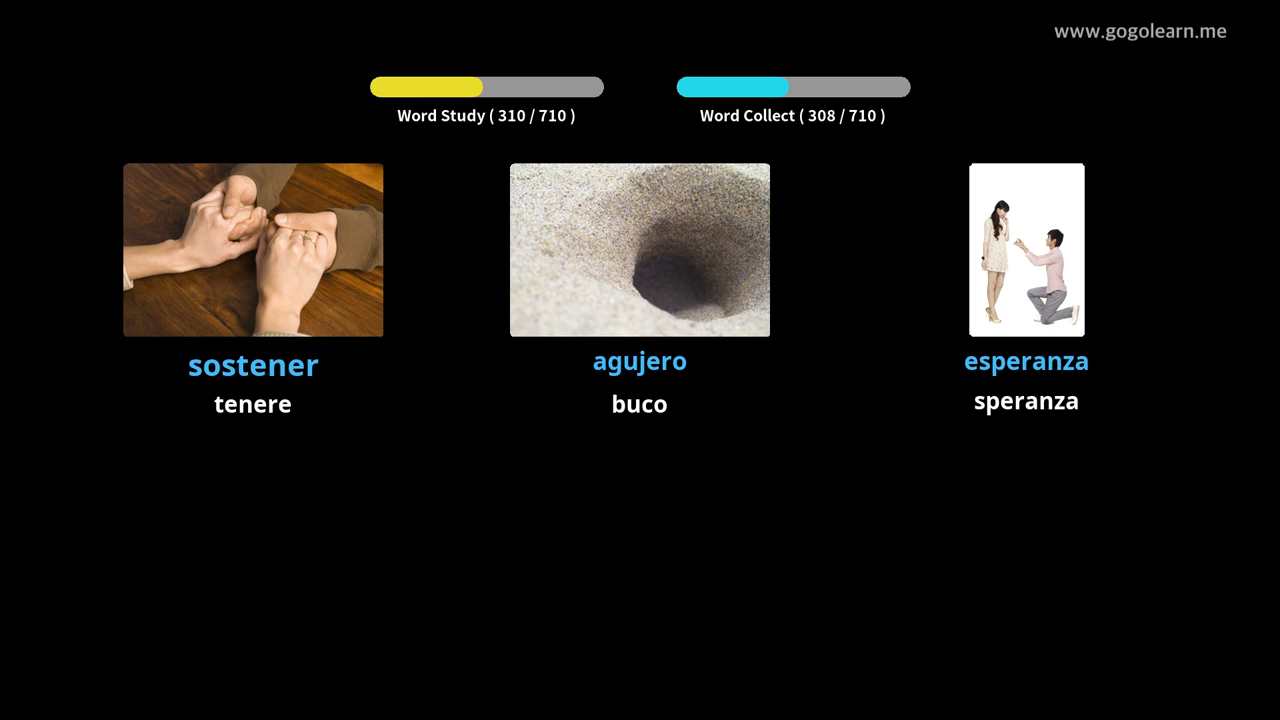 www.gogolearn.me
Word Study ( 310 / 710 )
Word Collect ( 308 / 710 )
sostener
tenere
agujero
buco
esperanza
speranza